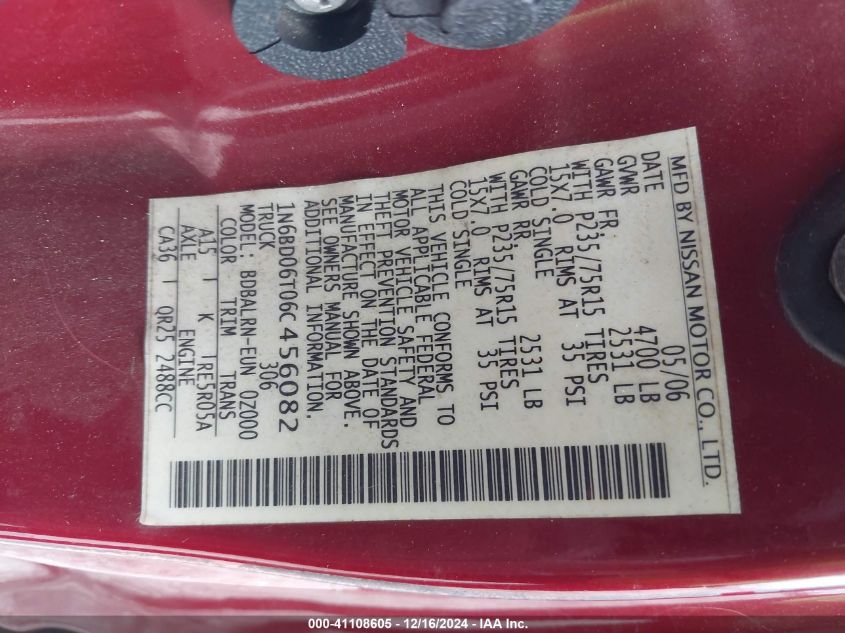 MFD BY NISSAN MOTOR CO., LTD.
DATE 05/06
GVWR 4700 LB
GAWR FR: 2531 LB
WITH P235/75R15 TIRES
15X7.0 RIMS AT 35 PSI
COLD SINGLE
GAWR RR: 2531 LB
WITH P235/75R15 TIRES
15X7.0 RIMS AT 35 PSI
COLD SINGLE
THIS VEHICLE CONFORMS TO
ALL APPLICABLE FEDERAL
MOTOR VEHICLE SAFETY AND
THEFT PREVENTION STANDARDS
IN EFFECT ON THE DATE OF
MANUFACTURE SHOWN ABOVE.
SEE OWNERS MANUAL FOR
ADDITIONAL INFORMATION.
1N6BD06T06C456082
TRUCK 306
MODEL: BDBALRN-EUN 0Z000
COLOR TRIM TRANS
A15 K RE5R05A
AXLE ENGINE
CA36 QR25 2488CC
000-41108605 - 12/16/2024 - IAA Inc.